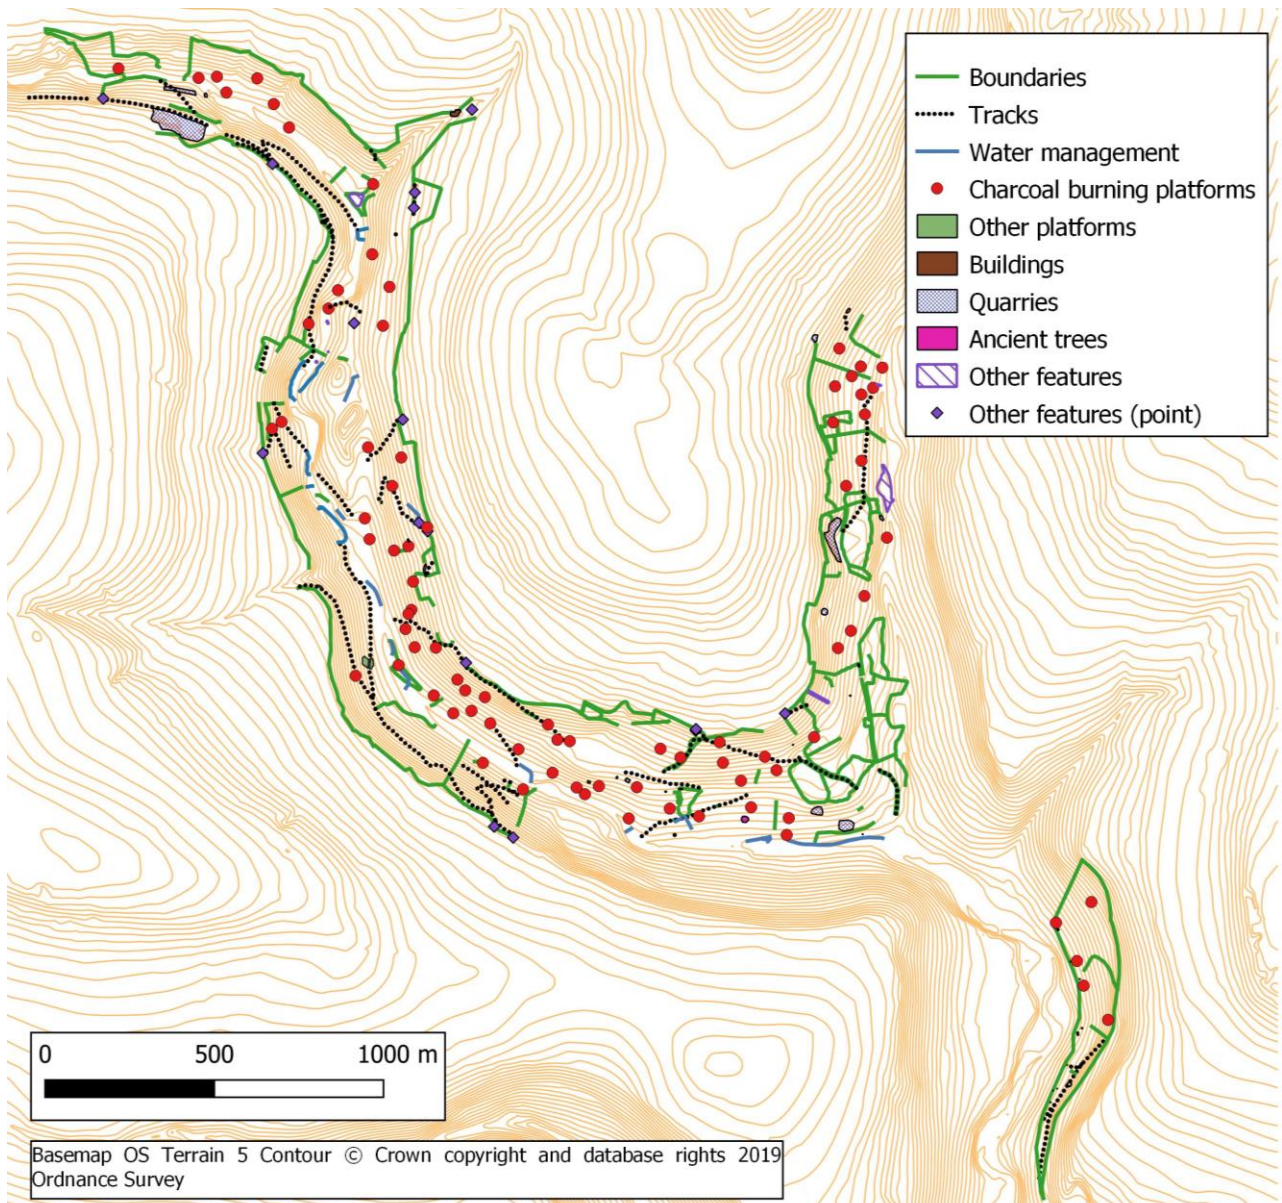 Boundaries
Tracks
Water management
Charcoal burning platforms
Other platforms
Buildings
Quarries
Ancient trees
Other features
Other features (point)
0 500 1000 m
Basemap OS Terrain 5 Contour © Crown copyright and database rights 2019
Ordnance Survey